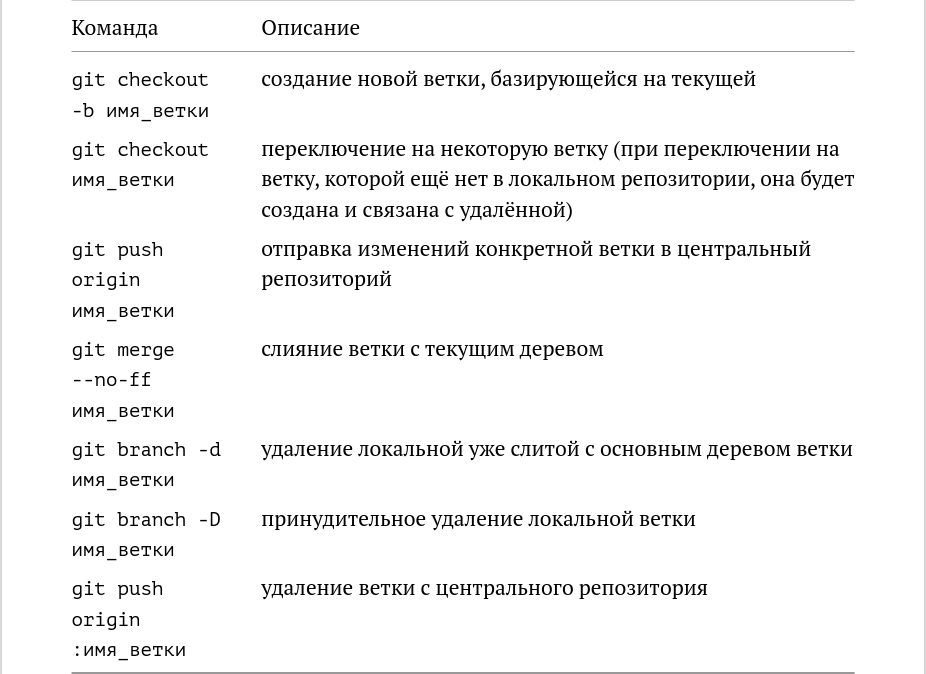 Команда Описание
git checkout создание новой ветки, базирующейся на текущей
-b имя_ветки
git checkout переключение на некоторую ветку (при переключении на
имя_ветки ветку, которой ещё нет в локальном репозитории, она будет
создана и связана с удалённой)
git push отправка изменений конкретной ветки в центральный
origin репозиторий
имя_ветки
git merge слияние ветки с текущим деревом
--no-ff
имя_ветки
git branch -d удаление локальной уже слитой с основным деревом ветки
имя_ветки
git branch -D принудительное удаление локальной ветки
имя_ветки
git push удаление ветки с центрального репозитория
origin
:имя_ветки